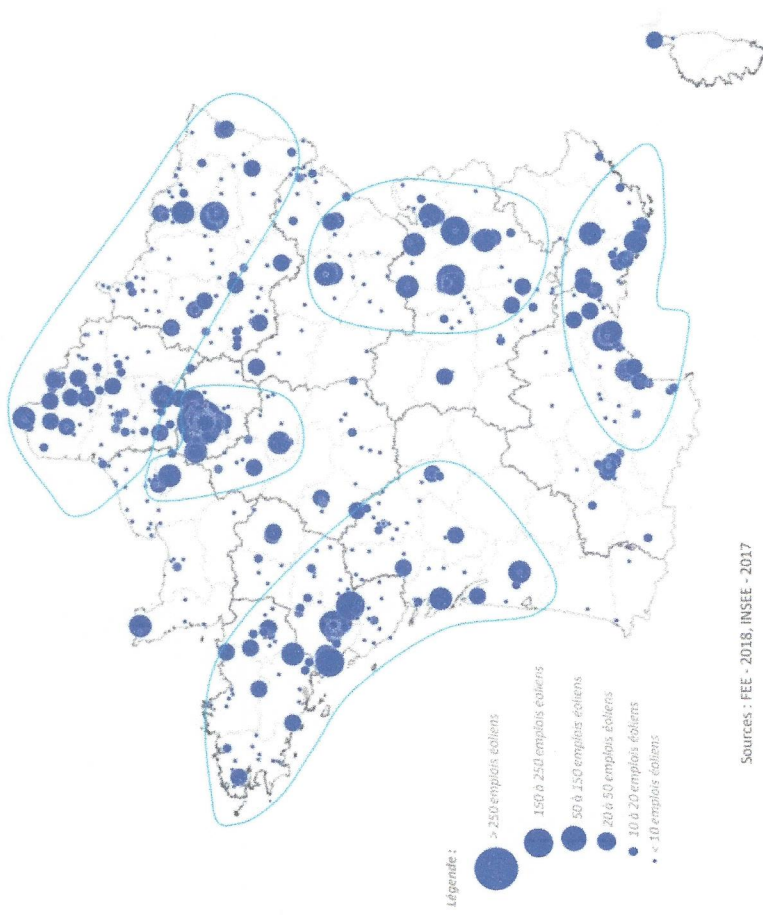 Légende :
> 250 emplois éoliens
150 à 250 emplois éoliens
50 à 150 emplois éoliens
20 à 50 emplois éoliens
10 à 20 emplois éoliens
< 10 emplois éoliens
Sources : FEE - 2018, INSEE - 2017